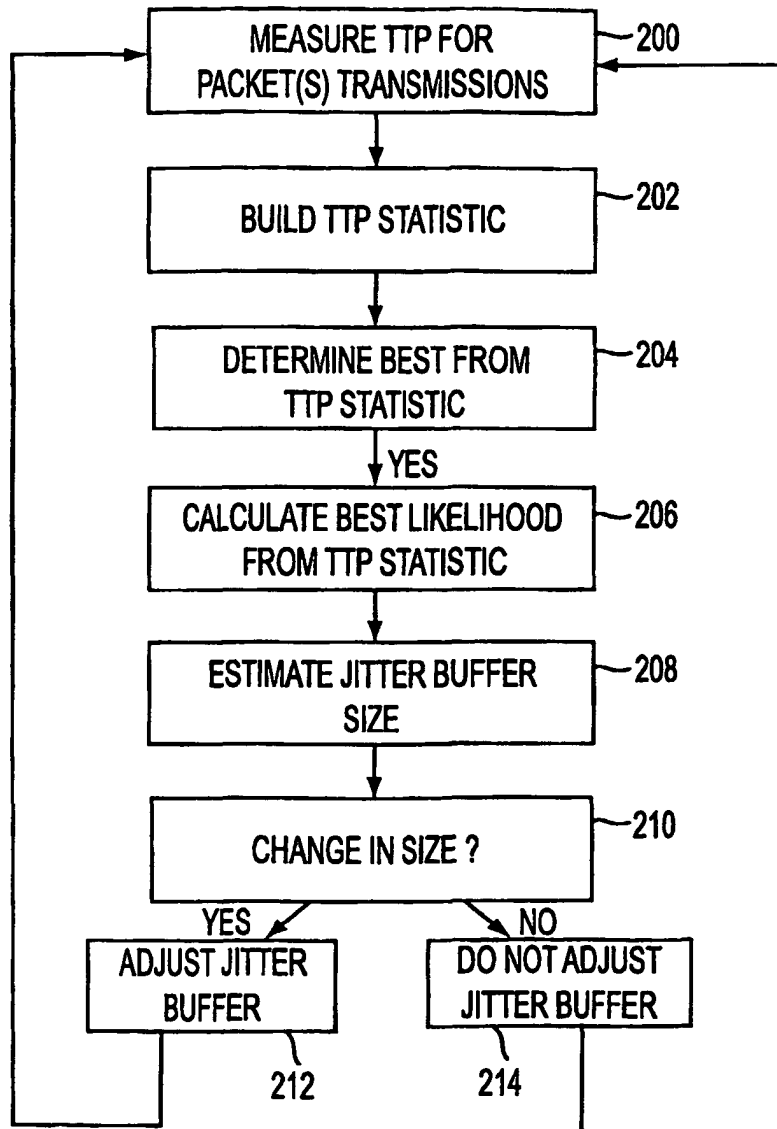 MEASURE TTP FOR
PACKET(S) TRANSMISSIONS
200
BUILD TTP STATISTIC
202
DETERMINE BEST FROM
TTP STATISTIC
204
YES
CALCULATE BEST LIKELIHOOD
FROM TTP STATISTIC
206
ESTIMATE JITTER BUFFER
SIZE
208
CHANGE IN SIZE ?
210
YES
NO
ADJUST JITTER
BUFFER
212
DO NOT ADJUST
JITTER BUFFER
214